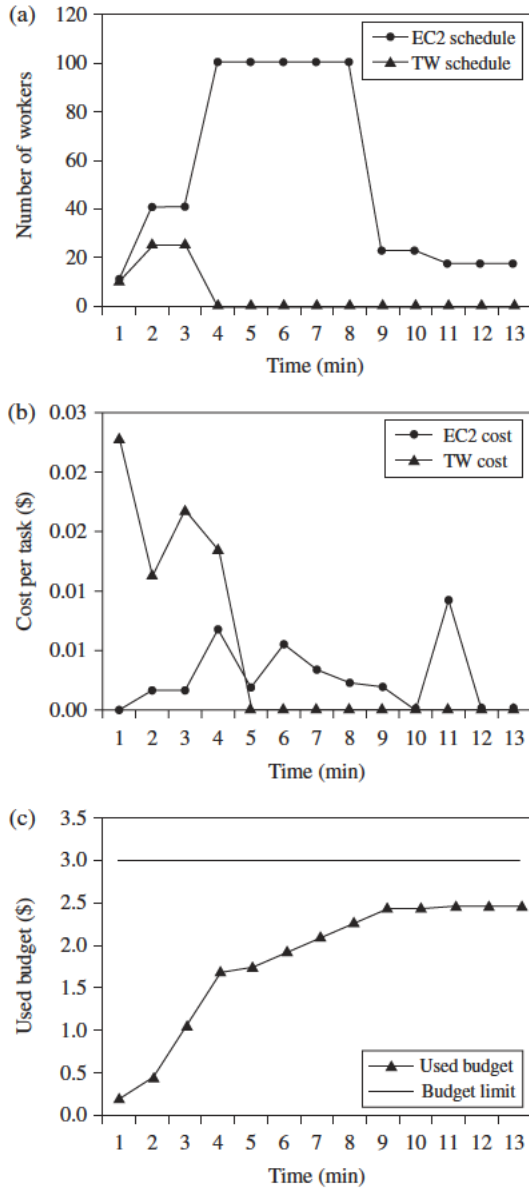 (a)
120
100
80
60
40
20
0
Number of workers
EC2 schedule
TW schedule
1 2 3 4 5 6 7 8 9 10 11 12 13
Time (min)
(b)
0.03
0.02
0.02
0.01
0.01
0.00
Cost per task ($)
EC2 cost
TW cost
1 2 3 4 5 6 7 8 9 10 11 12 13
Time (min)
(c)
3.5
3.0
2.5
2.0
1.5
1.0
0.5
0.0
Used budget ($)
Used budget
Budget limit
1 2 3 4 5 6 7 8 9 10 11 12 13
Time (min)